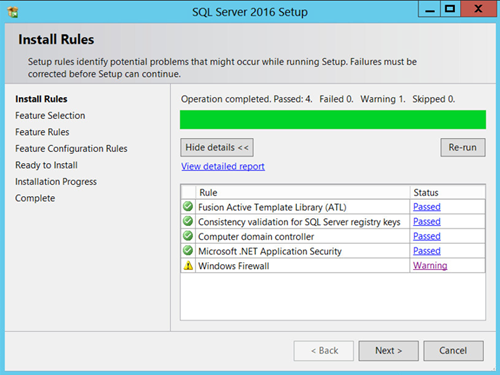 SQL Server 2016 Setup
Install Rules
Setup rules identify potential problems that might occur while running Setup. Failures must be
corrected before Setup can continue.
Install Rules
Feature Selection
Feature Rules
Feature Configuration Rules
Ready to Install
Installation Progress
Complete
Operation completed. Passed: 4. Failed 0. Warning 1. Skipped 0.
Hide details <<
Re-run
View detailed report
Rule Status
Fusion Active Template Library (ATL) Passed
Consistency validation for SQL Server registry keys Passed
Computer domain controller Passed
Microsoft .NET Application Security Passed
Windows Firewall Warning
< Back Next > Cancel